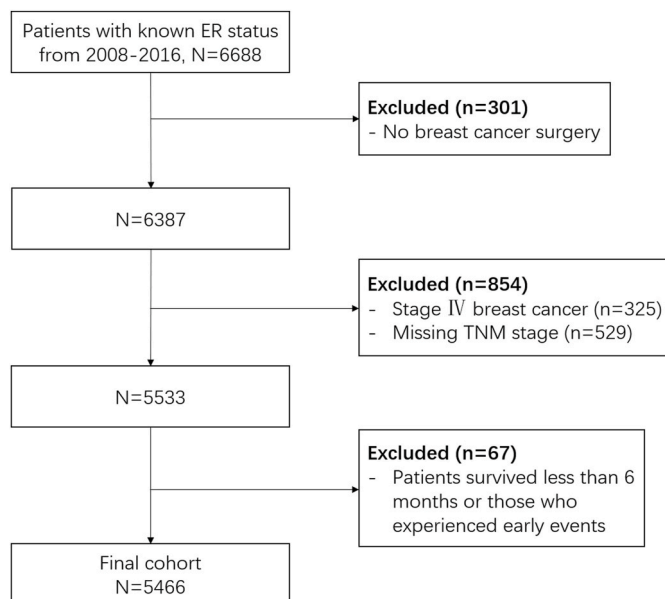 Patients with known ER status
from 2008-2016, N=6688
Excluded (n=301)
- No breast cancer surgery
N=6387
Excluded (n=854)
- Stage Ⅳ breast cancer (n=325)
- Missing TNM stage (n=529)
N=5533
Excluded (n=67)
- Patients survived less than 6
months or those who
experienced early events
Final cohort
N=5466